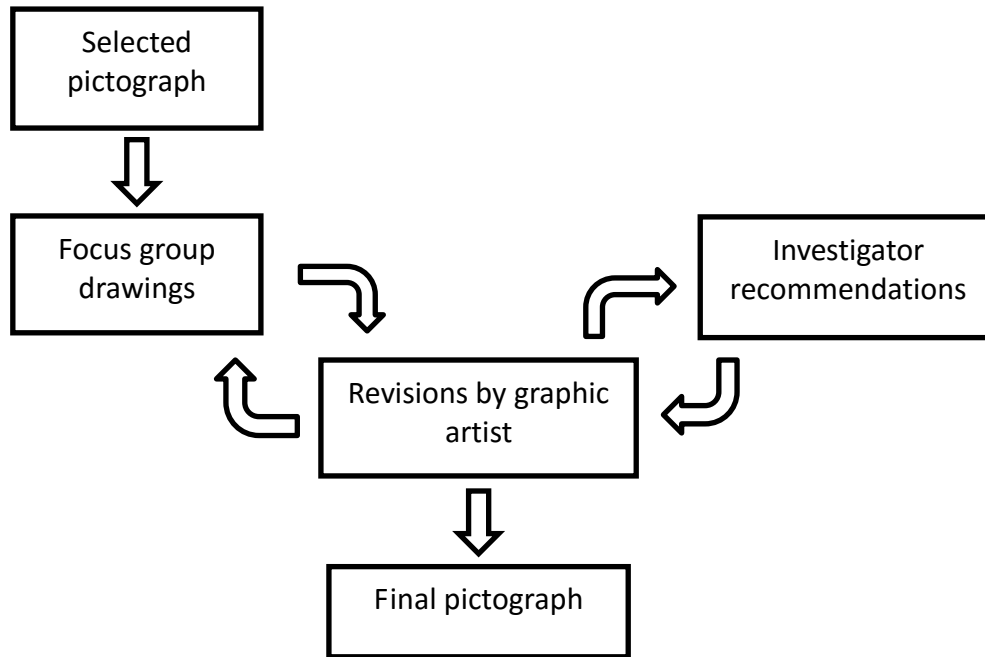 Selected
pictograph
Focus group
drawings
Investigator
recommendations
Revisions by graphic
artist
Final pictograph